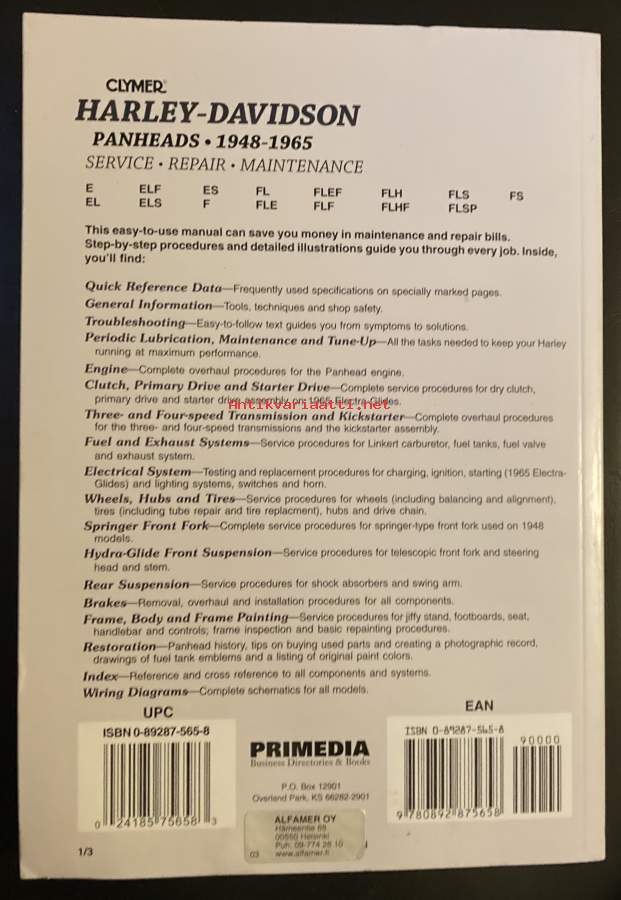 CLYMER®
HARLEY-DAVIDSON
PANHEADS • 1948-1965
SERVICE • REPAIR • MAINTENANCE
E ELF ES FL FLEF FLH FLS FS
EL ELS F FLE FLF FLHF FLSP
This easy-to-use manual can save you money in maintenance and repair bills.
Step-by-step procedures and detailed illustrations guide you through every job. Inside,
you'll find:
Quick Reference Data—Frequently used specifications on specially marked pages.
General Information—Tools, techniques and shop safety.
Troubleshooting—Easy-to-follow text guides you from symptoms to solutions.
Periodic Lubrication, Maintenance and Tune-Up—All the tasks needed to keep your Harley
running at maximum performance.
Engine—Complete overhaul procedures for the Panhead engine.
Clutch, Primary Drive and Starter Drive—Complete service procedures for dry clutch,
primary drive and starter drive assembly on 1965 Electra-Glides.
Antikvariaatti.net
Three- and Four-speed Transmission and Kickstarter—Complete overhaul procedures
for the three- and four-speed transmissions and the kickstarter assembly.
Fuel and Exhaust Systems—Service procedures for Linkert carburetor, fuel tanks, fuel valve
and exhaust system.
Electrical System—Testing and replacement procedures for charging, ignition, starting (1965 Electra-
Glides) and lighting systems, switches and horn.
Wheels, Hubs and Tires—Service procedures for wheels (including balancing and alignment),
tires (including tube repair and tire replacment), hubs and drive chain.
Springer Front Fork—Complete service procedures for springer-type front fork used on 1948
models.
Hydra-Glide Front Suspension—Service procedures for telescopic front fork and steering
head and stem.
Rear Suspension—Service procedures for shock absorbers and swing arm.
Brakes—Removal, overhaul and installation procedures for all components.
Frame, Body and Frame Painting—Service procedures for jiffy stand, footboards, seat,
handlebar and controls; frame inspection and basic repainting procedures.
Restoration—Panhead history, tips on buying used parts and creating a photographic record,
drawings of fuel tank emblems and a listing of original paint colors.
Index—Reference and cross reference to all components and systems.
Wiring Diagrams—Complete schematics for all models.
UPC
ISBN 0-89287-565-8
0 24185 75658 3
PRIMEDIA
Business Directories & Books
P.O. Box 12901
Overland Park, KS 66282-2901
ALFAMER OY
Hämeentie 68
00550 Helsinki
Puh. 09-774 28 10
03 www.alfamer.fi
EAN
ISBN 0-89287-565-8
90000
9 780892 875658
1/3